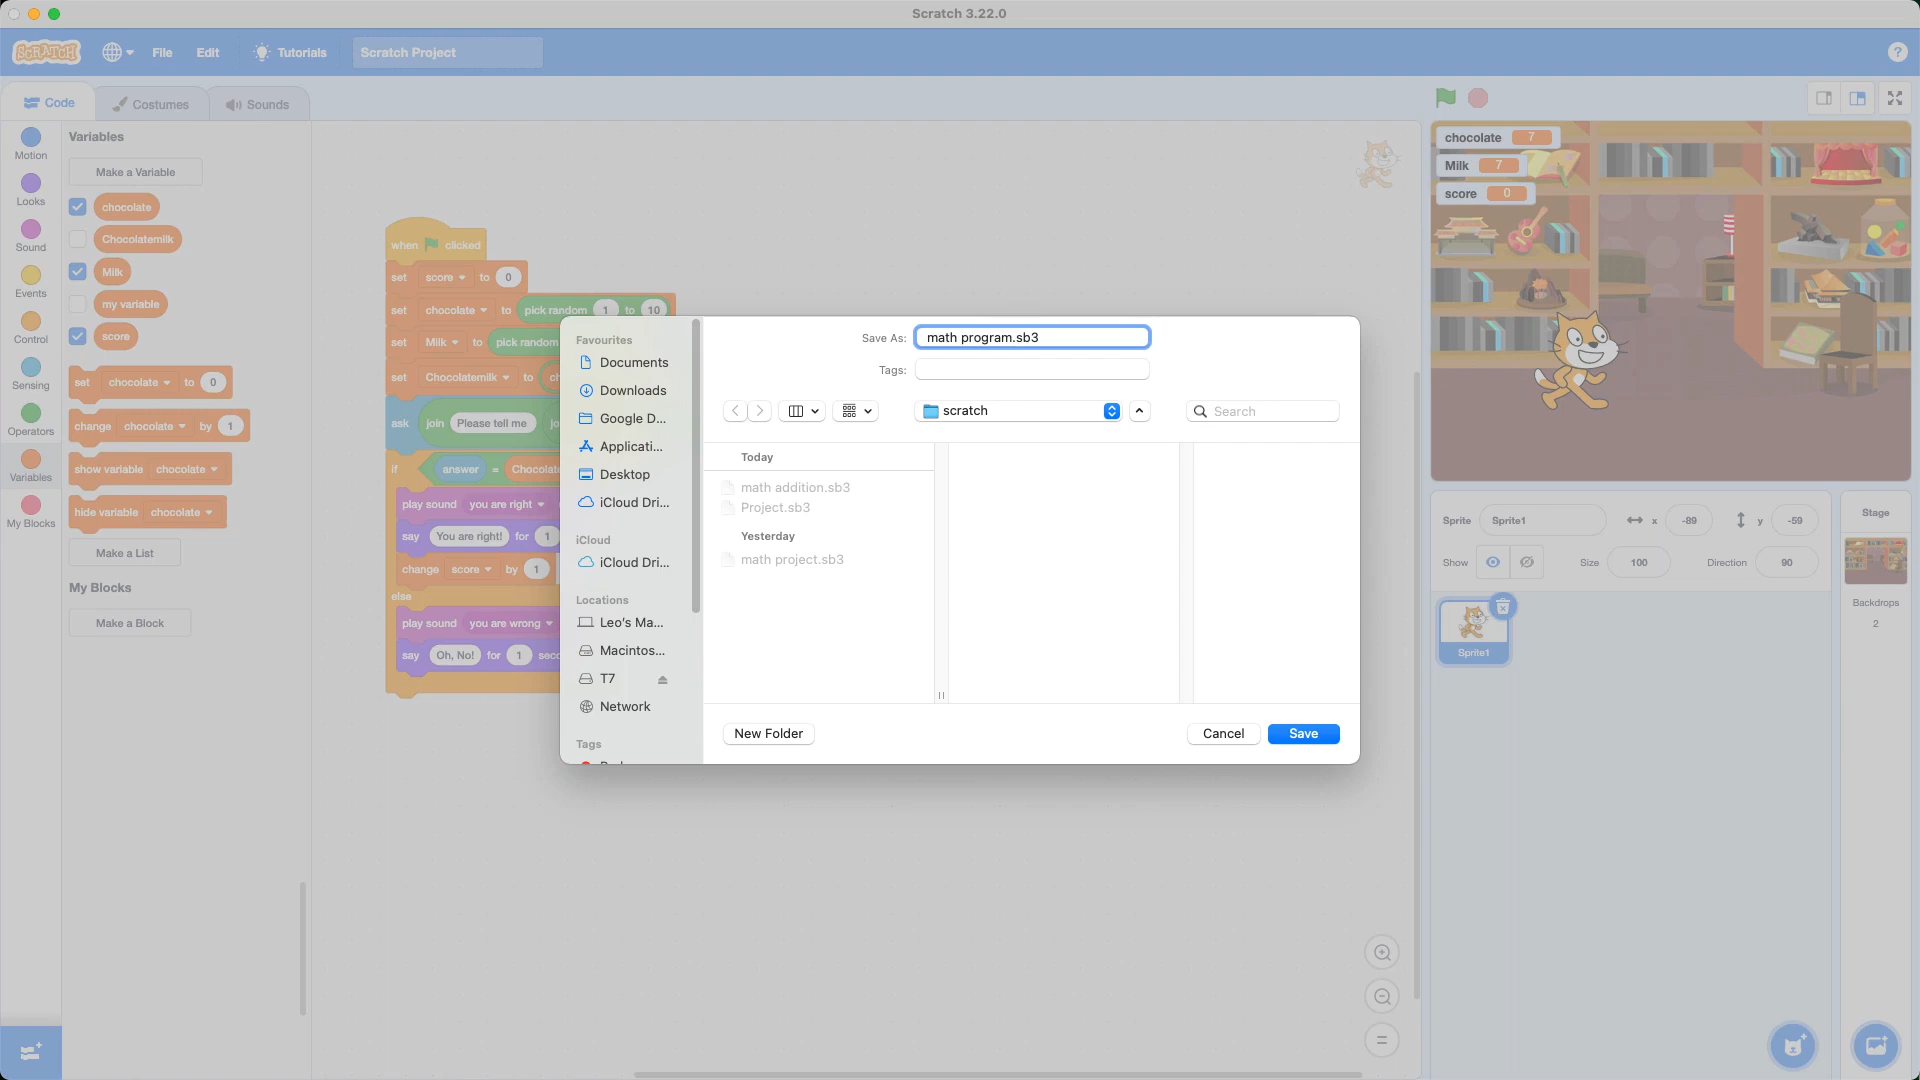 Scratch 3.22.0
SCRATCH
File
Edit
Tutorials
Scratch Project
?
Code
Costumes
Sounds
Motion
Looks
Sound
Events
Control
Sensing
Operators
Variables
My Blocks
Variables
Make a Variable
chocolate
Chocolatemilk
Milk
my variable
score
set chocolate to 0
change chocolate by 1
show variable chocolate
hide variable chocolate
Make a List
My Blocks
Make a Block
when clicked
set score to 0
set chocolate to pick random 1 to 10
set Milk to pick random
set Chocolatemilk to
ask join Please tell me
if answer =
play sound you are right
say You are right! for 1
change score by 1
else
play sound you are wrong
say Oh, No! for 1
Favourites
Documents
Downloads
Google D...
Applicati...
Desktop
iCloud Dri...
iCloud
iCloud Dri...
Locations
Leo's Ma...
Macintos...
T7
Network
Tags
Save As: math program.sb3
Tags:
scratch
Search
Today
math addition.sb3
Project.sb3
Yesterday
math project.sb3
New Folder
Cancel
Save
chocolate 7
Milk 7
score 0
Sprite Sprite1 x -89 y -59
Show Size 100 Direction 90
Sprite1
Stage
Backdrops
2